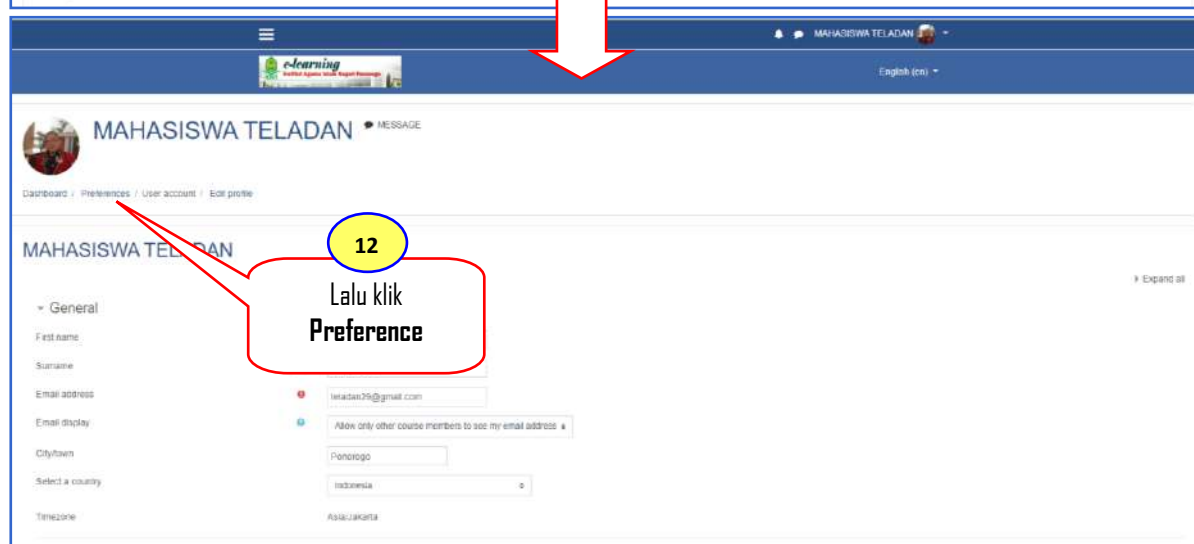 MAHASISWA TELADAN
e-learning
English (en)
MAHASISWA TELADAN MESSAGE
Dashboard / Preferences / User account / Edit profile
MAHASISWA TELADAN
12
Lalu klik
Preference
Expand all
General
First name
Surname
Email address
teladan29@gmail.com
Email display
Allow only other course members to see my email address
City/town
Ponorogo
Select a country
Indonesia
Timezone
Asia/Jakarta